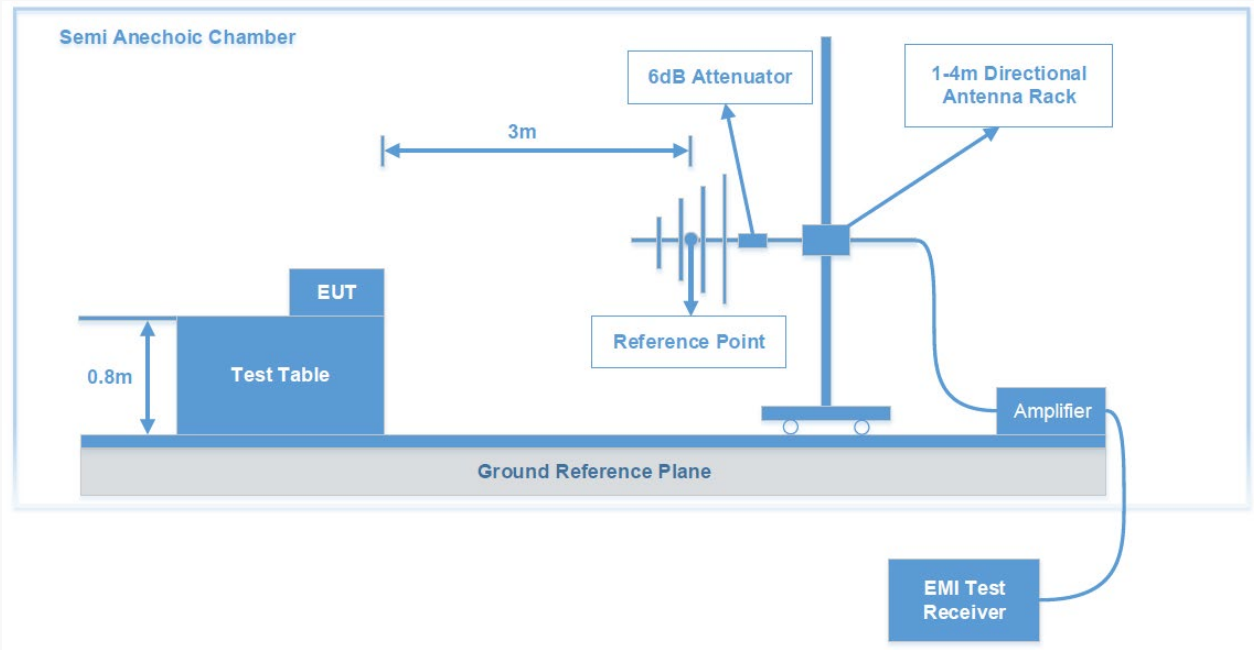 Semi Anechoic Chamber
6dB Attenuator
1-4m Directional
Antenna Rack
3m
EUT
Reference Point
0.8m
Test Table
Amplifier
Ground Reference Plane
EMI Test
Receiver